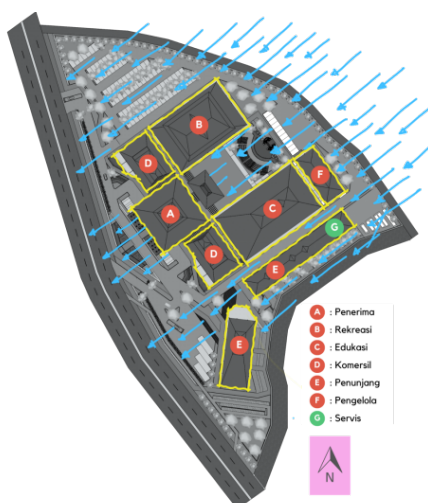 B
D
F
A
C
G
D
E
E
A : Penerima
B : Rekreasi
C : Edukasi
D : Komersil
E : Penunjang
F : Pengelola
G : Servis
N